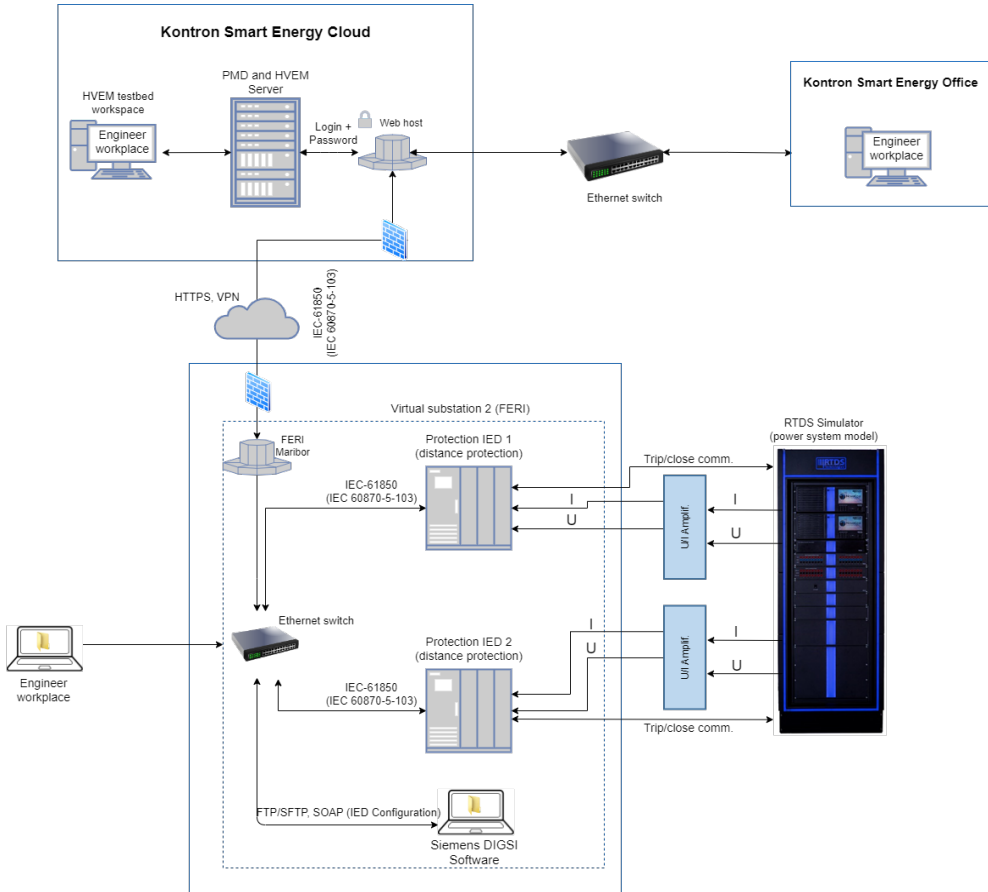 Kontron Smart Energy Cloud
PMD and HVEM
Server
HVEM testbed
workspace
Engineer
workplace
Login +
Password
Web host
Ethernet switch
Kontron Smart Energy Office
Engineer
workplace
HTTPS, VPN
IEC-61850
(IEC 60870-5-103)
Virtual substation 2 (FERI)
FERI
Maribor
Protection IED 1
(distance protection)
IEC-61850
(IEC 60870-5-103)
Trip/close comm.
I
U
U/I Amplif.
I
U
RTDS Simulator
(power system model)
RTDS
Ethernet switch
Engineer
workplace
Protection IED 2
(distance protection)
IEC-61850
(IEC 60870-5-103)
I
U
U/I Amplif.
I
U
Trip/close comm.
FTP/SFTP, SOAP (IED Configuration)
Siemens DIGSI
Software